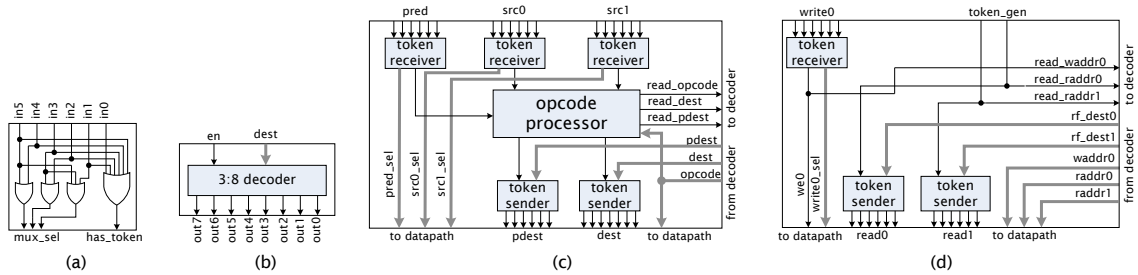 in5
in4
in3
in2
in1
in0
mux_sel
has_token
(a)
en
dest
3:8 decoder
out7
out6
out5
out4
out3
out2
out1
out0
(b)
pred
src0
src1
token receiver
token receiver
token receiver
opcode processor
read_opcode
read_dest
read_pdest
to decoder
pdest
dest
opcode
from decoder
pred_sel
src0_sel
src1_sel
token sender
token sender
to datapath
pdest
dest
to datapath
(c)
write0
token_gen
token receiver
read_waddr0
read_raddr0
read_raddr1
to decoder
rf_dest0
rf_dest1
waddr0
raddr0
raddr1
from decoder
we0
write0_sel
token sender
token sender
to datapath
read0
read1
to datapath
(d)